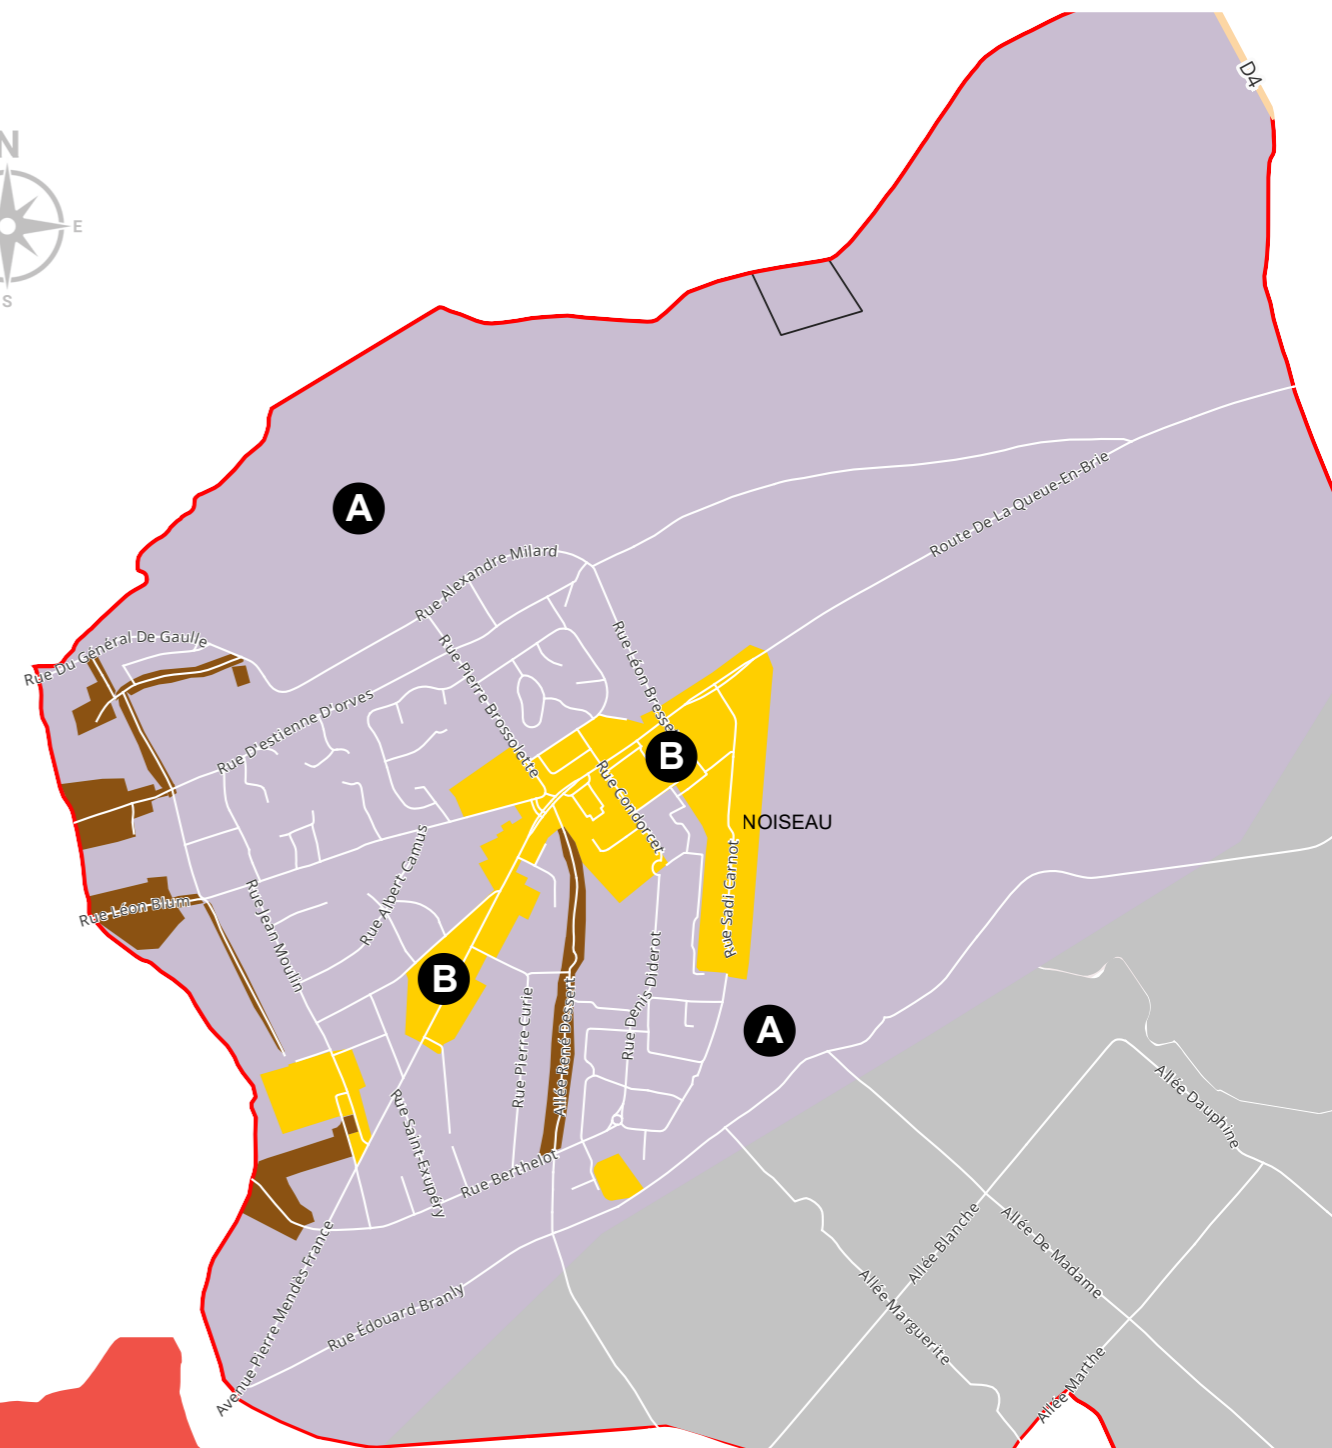 D4
N
E
S
A
Route De La Queue-En-Brie
Rue Alexandre Milard
Rue Du Général De Gaulle
Rue Pierre Brossolette
Rue Léon Bresse
Rue D'estienne D'orves
B
Rue Condorcet
NOISEAU
Rue Albert Camus
Rue Sadi Carnot
Rue Léon Blum
Rue Jean Moulin
B
Rue Denis Diderot
A
Rue Pierre Curie
Allée René Dessert
Rue Saint-Exupéry
Allée Dauphine
Rue Berthelot
Allée Blanche
Allée De Madame
Avenue Pierre Mendès France
Rue Édouard Branly
Allée Marguerite
Allée Marthe